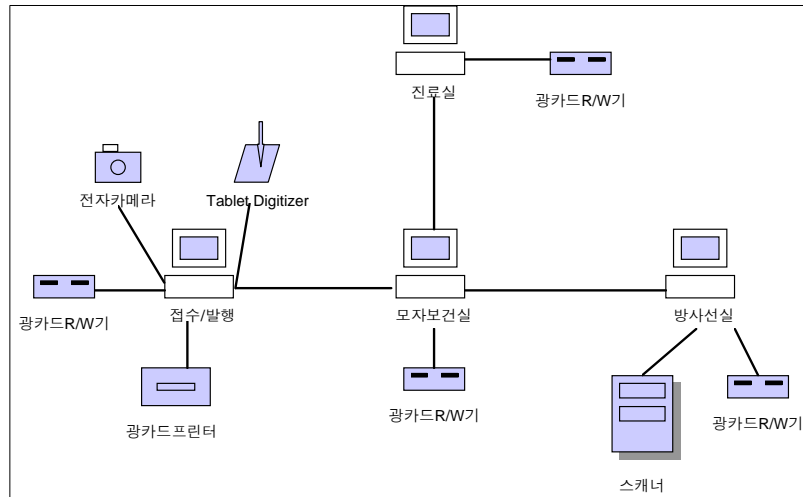 진료실
광카드R/W기
전자카메라
Tablet Digitizer
광카드R/W기
접수/발행
모자보건실
방사선실
광카드프린터
광카드R/W기
광카드R/W기
스캐너